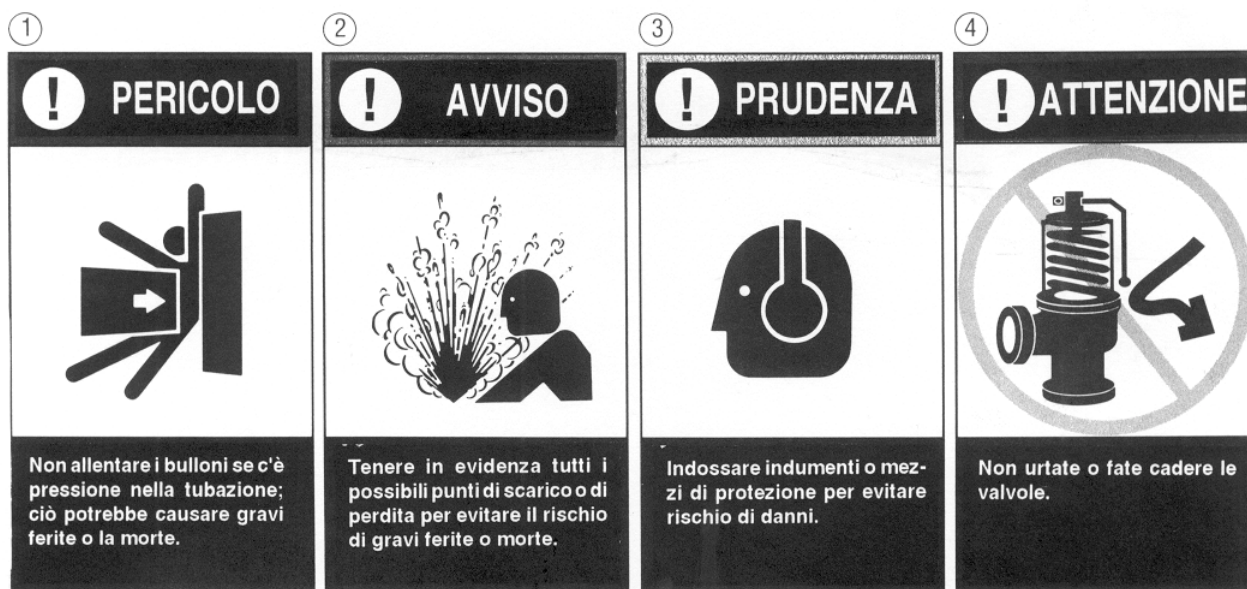 1
! PERICOLO
Non allentare i bulloni se c'è
pressione nella tubazione;
ciò potrebbe causare gravi
ferite o la morte.
2
! AVVISO
Tenere in evidenza tutti i
possibili punti di scarico o di
perdita per evitare il rischio
di gravi ferite o morte.
3
! PRUDENZA
Indossare indumenti o mez-
zi di protezione per evitare
rischio di danni.
4
! ATTENZIONE
Non urtate o fate cadere le
valvole.